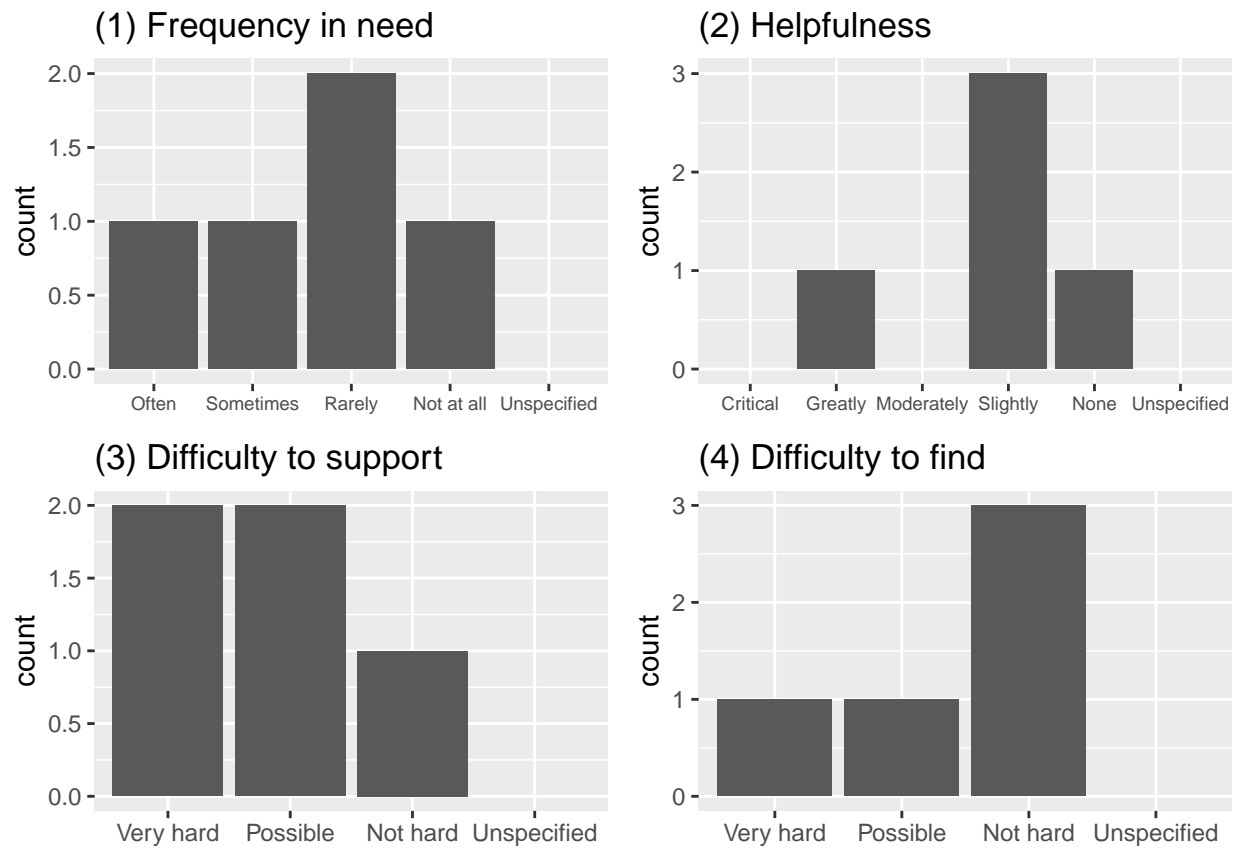 (1) Frequency in need
count
2.0
1.5
1.0
0.5
0.0
Often Sometimes Rarely Not at all Unspecified
(2) Helpfulness
count
3
2
1
0
Critical Greatly Moderately Slightly None Unspecified
(3) Difficulty to support
count
2.0
1.5
1.0
0.5
0.0
Very hard Possible Not hard Unspecified
(4) Difficulty to find
count
3
2
1
0
Very hard Possible Not hard Unspecified